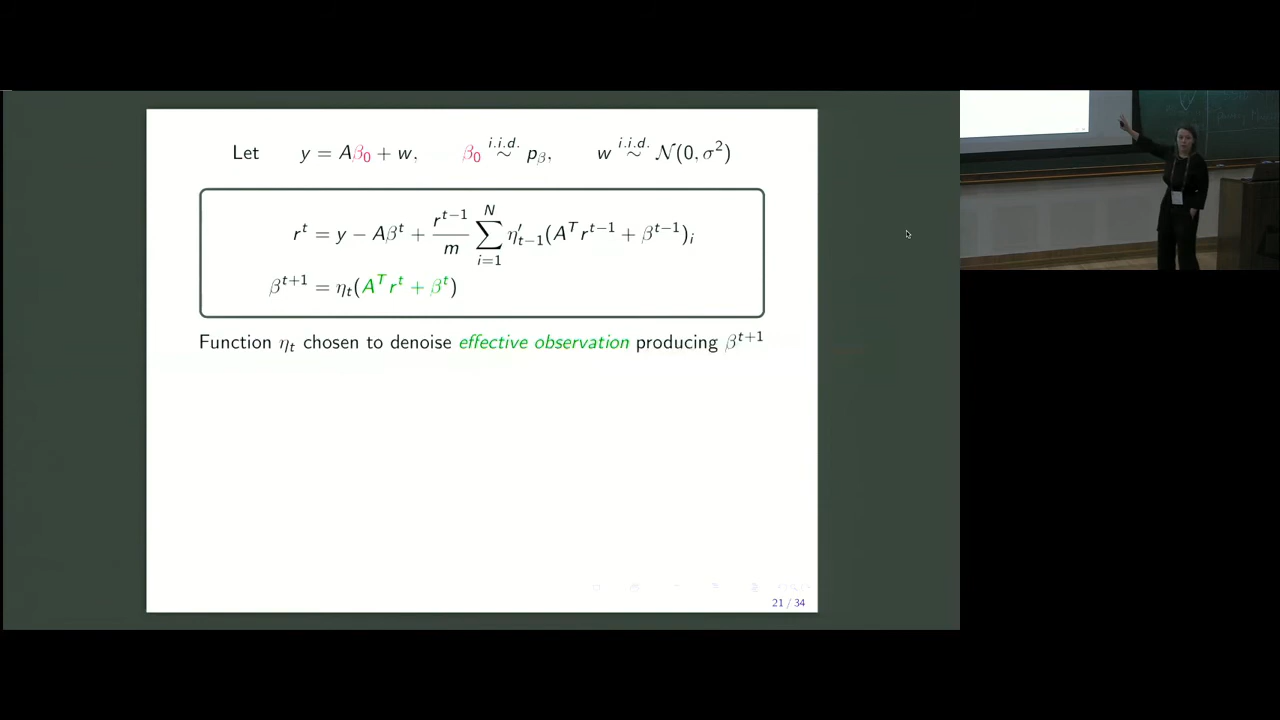 Let y = Aβ₀ + w, β₀ i.i.d. ∼ p_β, w i.i.d. ∼ 𝒩(0, σ²)
r^t = y − Aβ^t + r^{t−1}/m ∑_{i=1}^{N} η′_{t−1}(A^T r^{t−1} + β^{t−1})_i
β^{t+1} = η_t(A^T r^t + β^t)
Function η_t chosen to denoise effective observation producing β^{t+1}
21 / 34